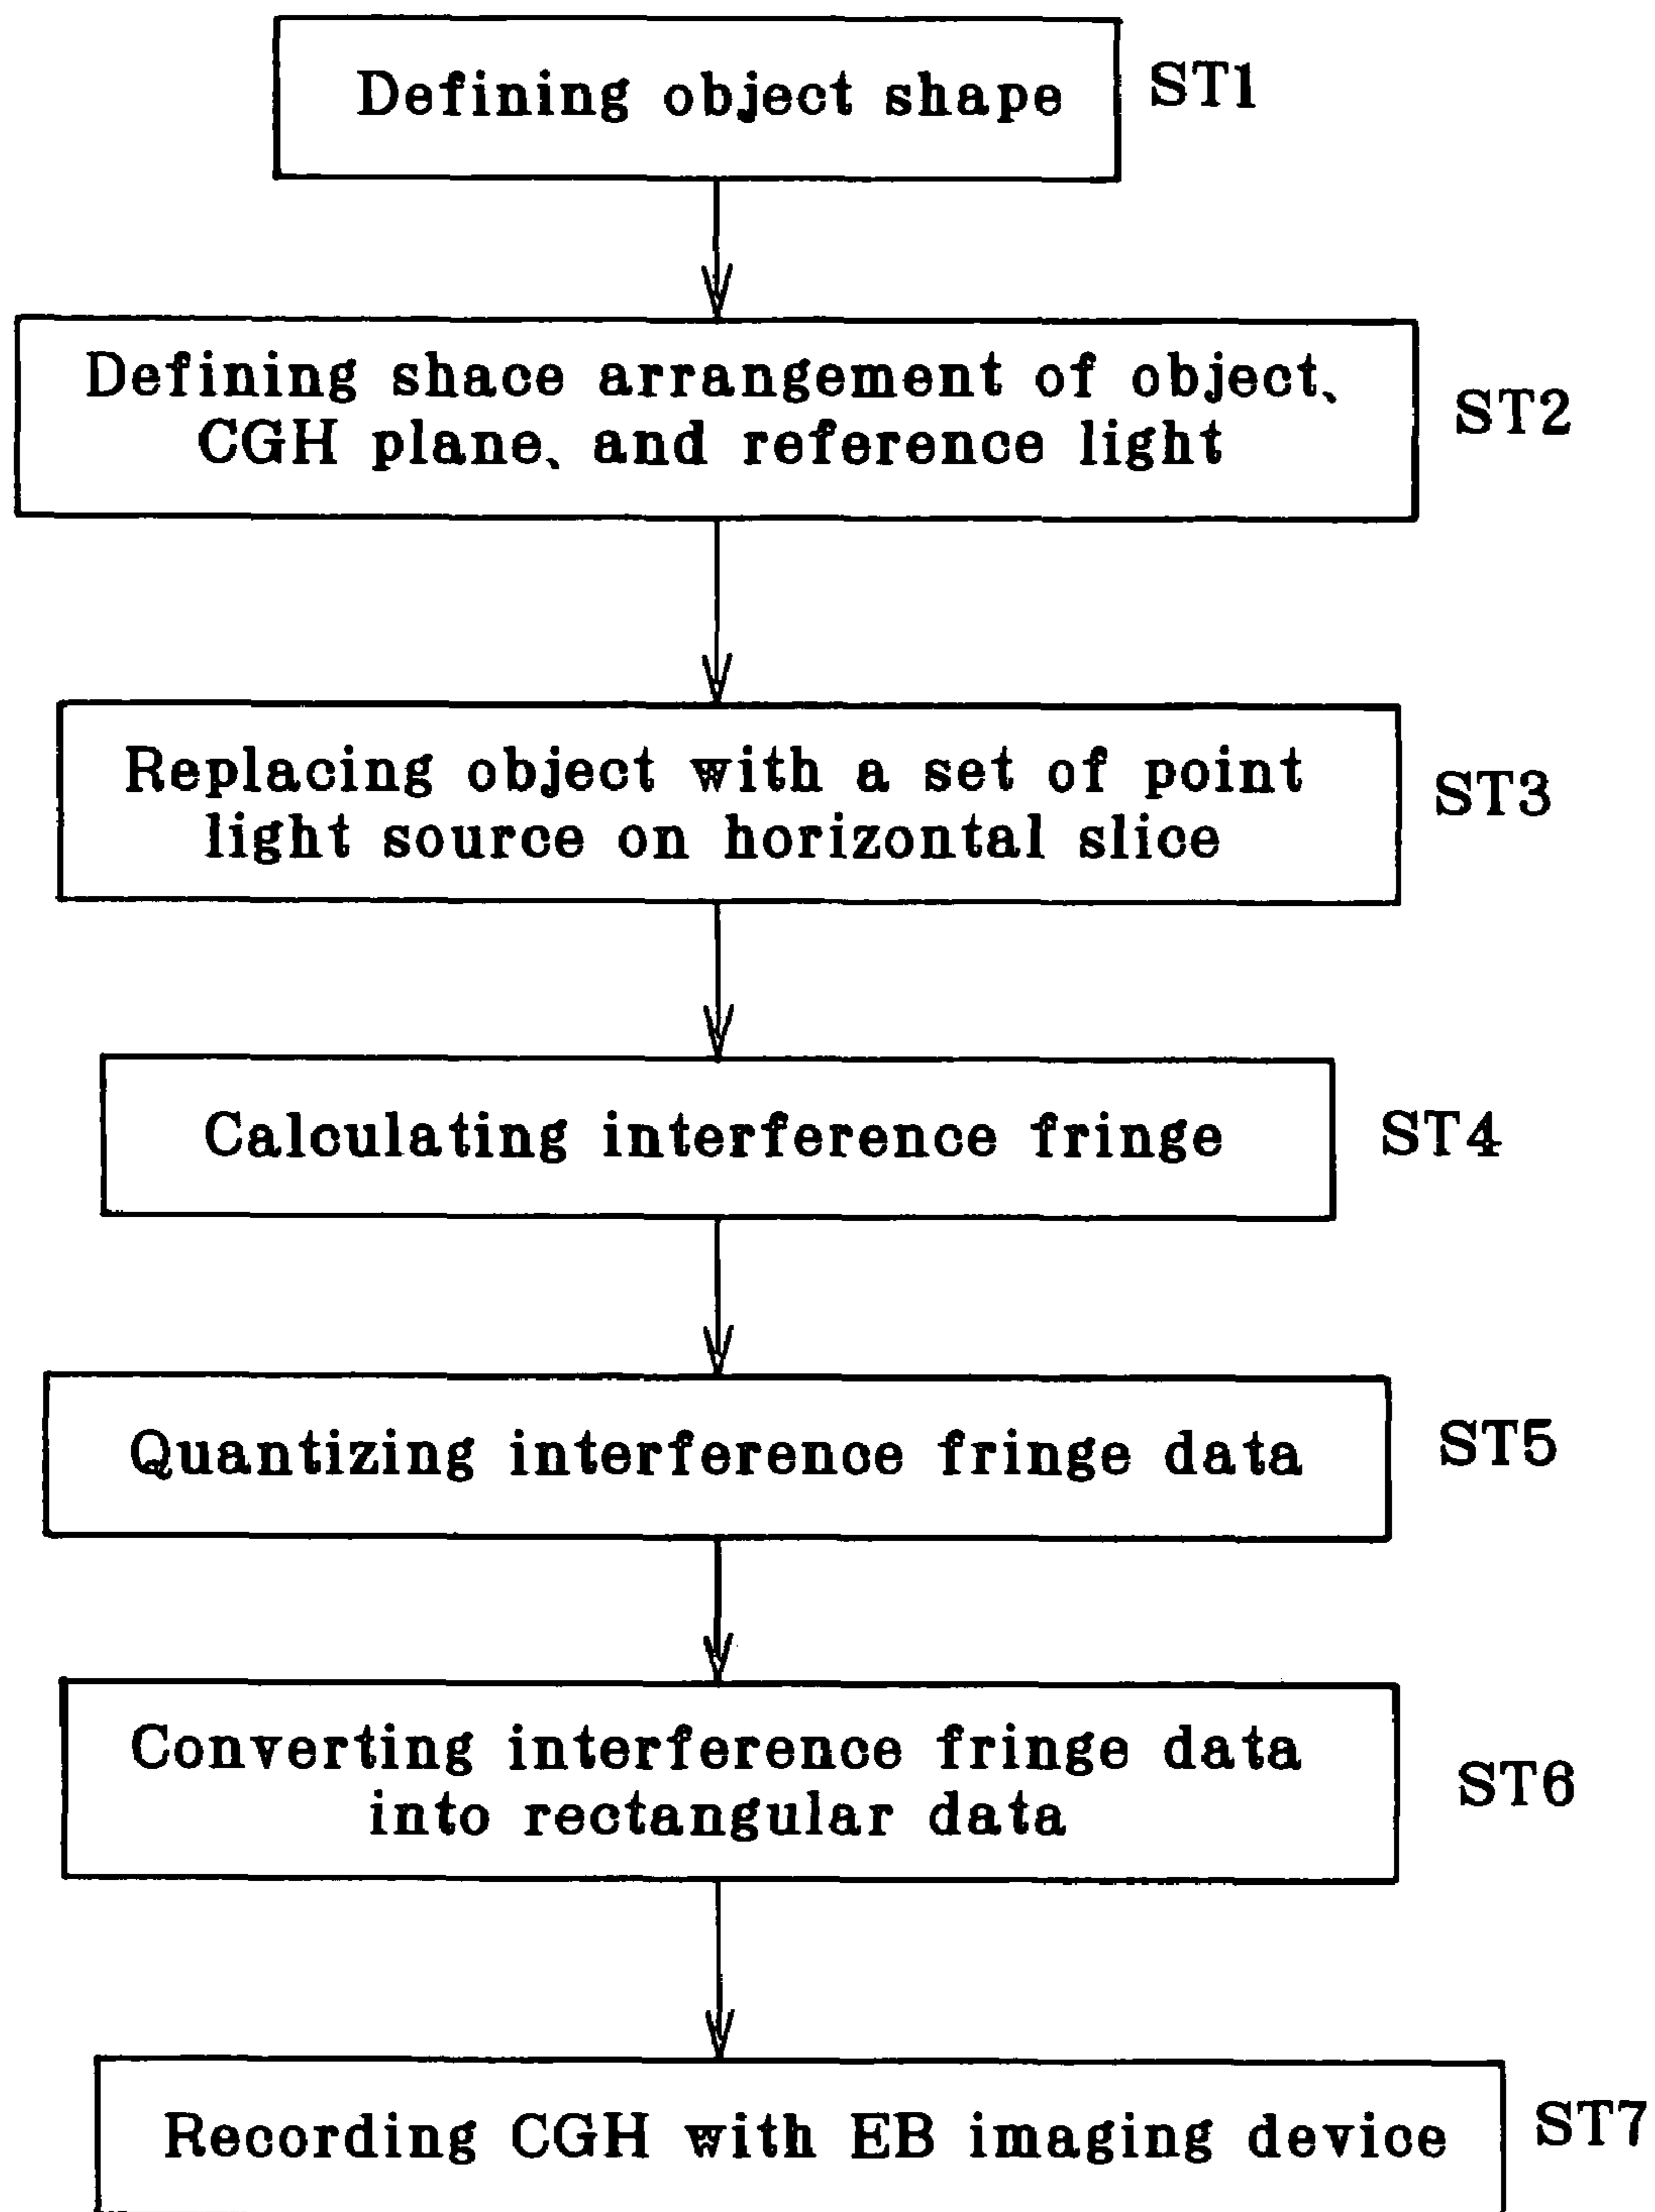 Defining object shape
ST1
Defining shace arrangement of object、
CGH plane、and reference light
ST2
Replacing object with a set of point
light source on horizontal slice
ST3
Calculating interference fringe
ST4
Quantizing interference fringe data
ST5
Converting interference fringe data
into rectangular data
ST6
Recording CGH with EB imaging device
ST7